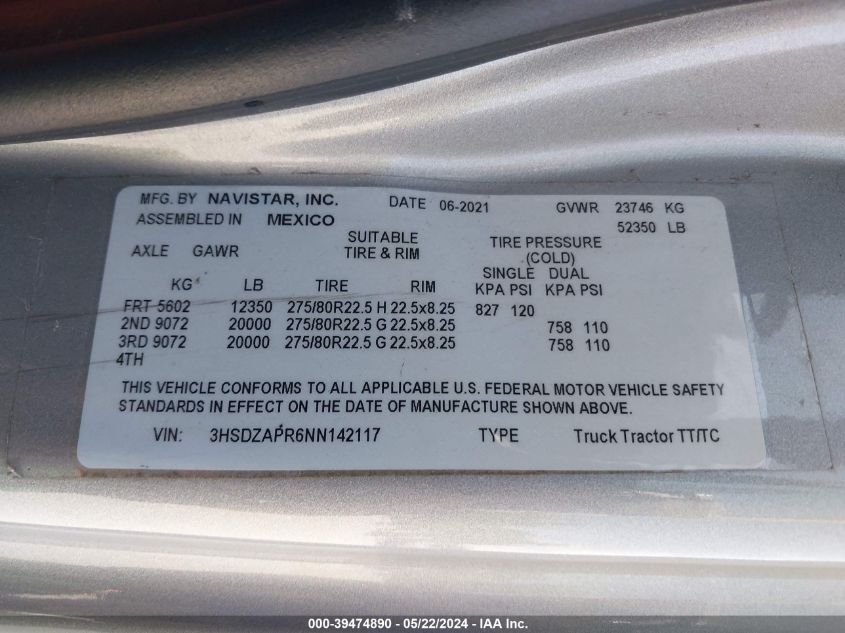 MFG. BY NAVISTAR, INC. DATE 06-2021 GVWR 23746 KG
ASSEMBLED IN MEXICO 52350 LB
AXLE GAWR SUITABLE TIRE & RIM TIRE PRESSURE (COLD)
SINGLE DUAL
KG LB TIRE RIM KPA PSI KPA PSI
FRT 5602 12350 275/80R22.5 H 22.5x8.25 827 120
2ND 9072 20000 275/80R22.5 G 22.5x8.25 758 110
3RD 9072 20000 275/80R22.5 G 22.5x8.25 758 110
4TH
THIS VEHICLE CONFORMS TO ALL APPLICABLE U.S. FEDERAL MOTOR VEHICLE SAFETY
STANDARDS IN EFFECT ON THE DATE OF MANUFACTURE SHOWN ABOVE.
VIN: 3HSDZAPR6NN142117 TYPE Truck Tractor TT/TC
000-39474890 - 05/22/2024 - IAA Inc.